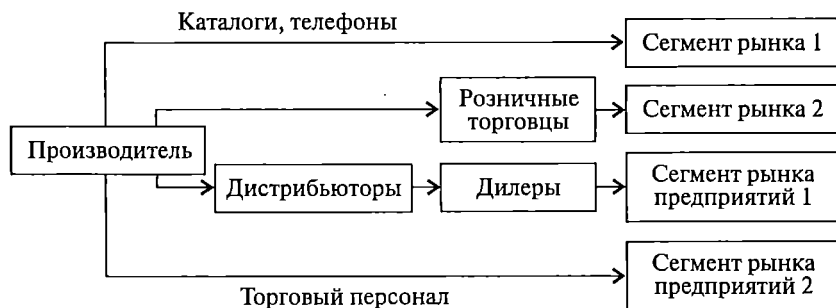 Каталоги, телефоны
Сегмент рынка 1
Розничные
торговцы
Сегмент рынка 2
Производитель
Дистрибьюторы
Дилеры
Сегмент рынка
предприятий 1
Сегмент рынка
предприятий 2
Торговый персонал